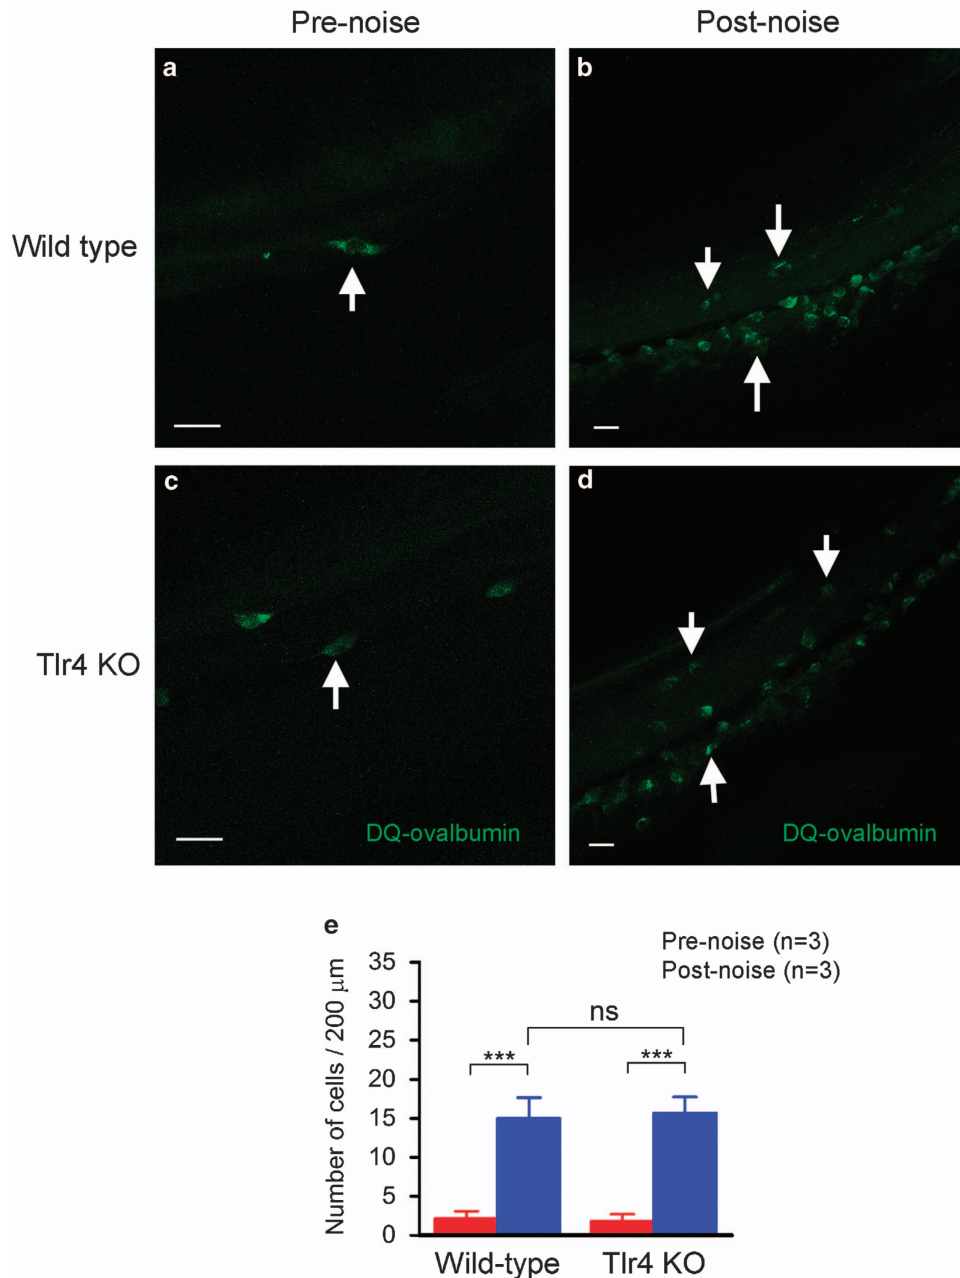 Pre-noise
Post-noise
a
b
Wild type
c
d
Tlr4 KO
DQ-ovalbumin
DQ-ovalbumin
e
Pre-noise (n=3)
Post-noise (n=3)
Number of cells / 200 μm
35
30
25
20
15
10
5
0
***
ns
***
Wild-type
Tlr4 KO